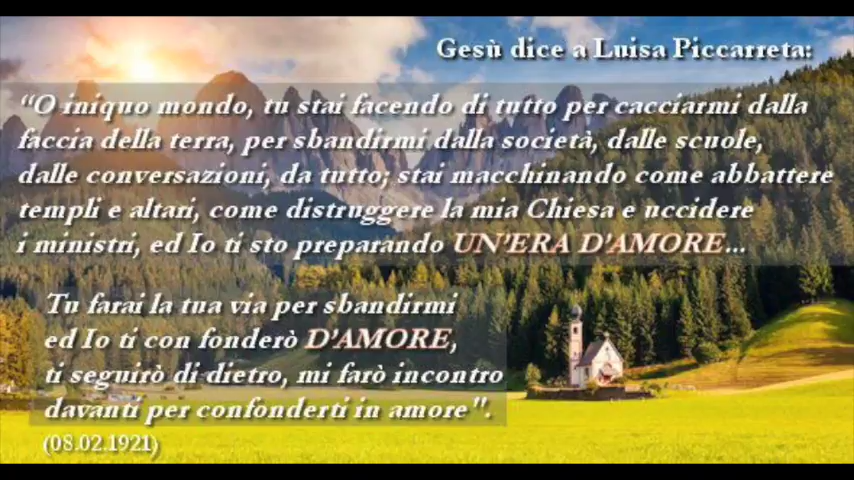 Gesù dice a Luisa Piccarreta:
“O iniquo mondo, tu stai facendo di tutto per cacciarmi dalla
faccia della terra, per sbandirmi dalla società, dalle scuole,
dalle conversazioni, da tutto; stai macchinando come abbattere
templi e altari, come distruggere la mia Chiesa e uccidere
i ministri, ed Io ti sto preparando UN'ERA D'AMORE...
Tu farai la tua via per sbandirmi
ed Io ti con fonderò D'AMORE,
ti seguirò di dietro, mi farò incontro
davanti per confonderti in amore".
(08.02.1921)